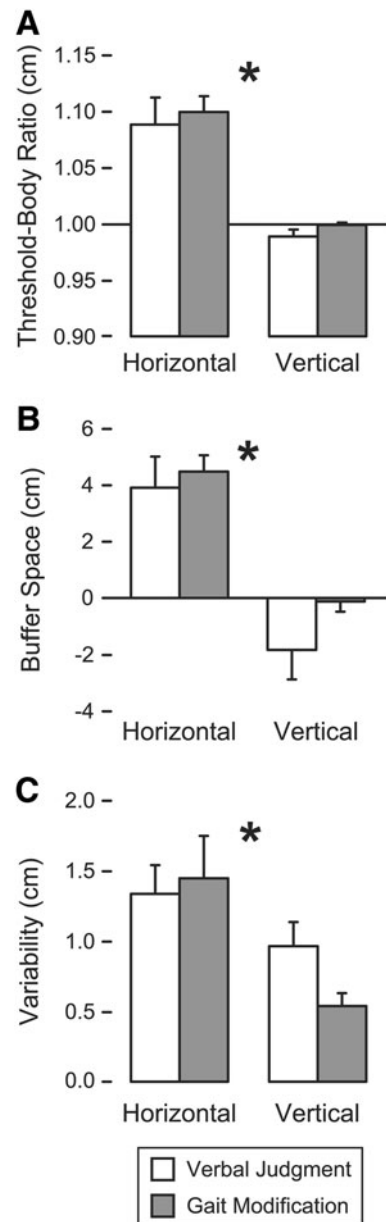 A
Threshold-Body Ratio (cm)
1.15
1.10
*
1.05
1.00
0.95
0.90
Horizontal Vertical
B
Buffer Space (cm)
6
4
*
2
0
-2
-4
Horizontal Vertical
C
Variability (cm)
2.0
*
1.5
1.0
0.5
0.0
Horizontal Vertical
Verbal Judgment
Gait Modification